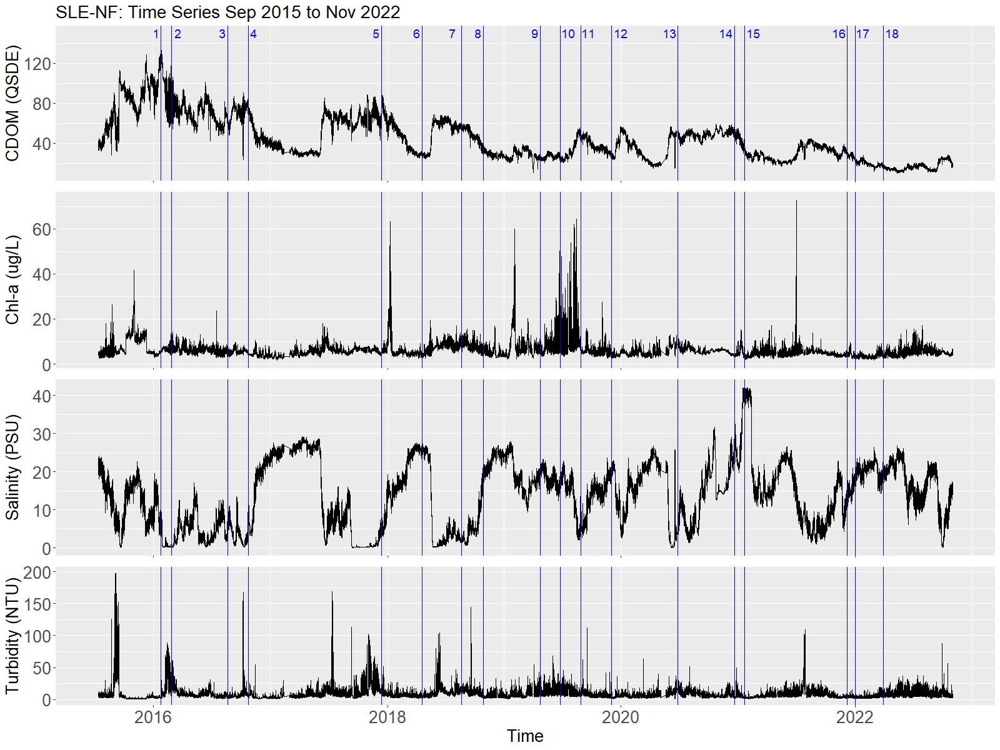 SLE-NF: Time Series Sep 2015 to Nov 2022
1 2 3 4 5 6 7 8 9 10 11 12 13 14 15 16 17 18
CDOM (QSDE)
120
80
40
Chl-a (ug/L)
60
40
20
0
Salinity (PSU)
40
30
20
10
0
Turbidity (NTU)
200
150
100
50
0
2016 2018 2020 2022
Time